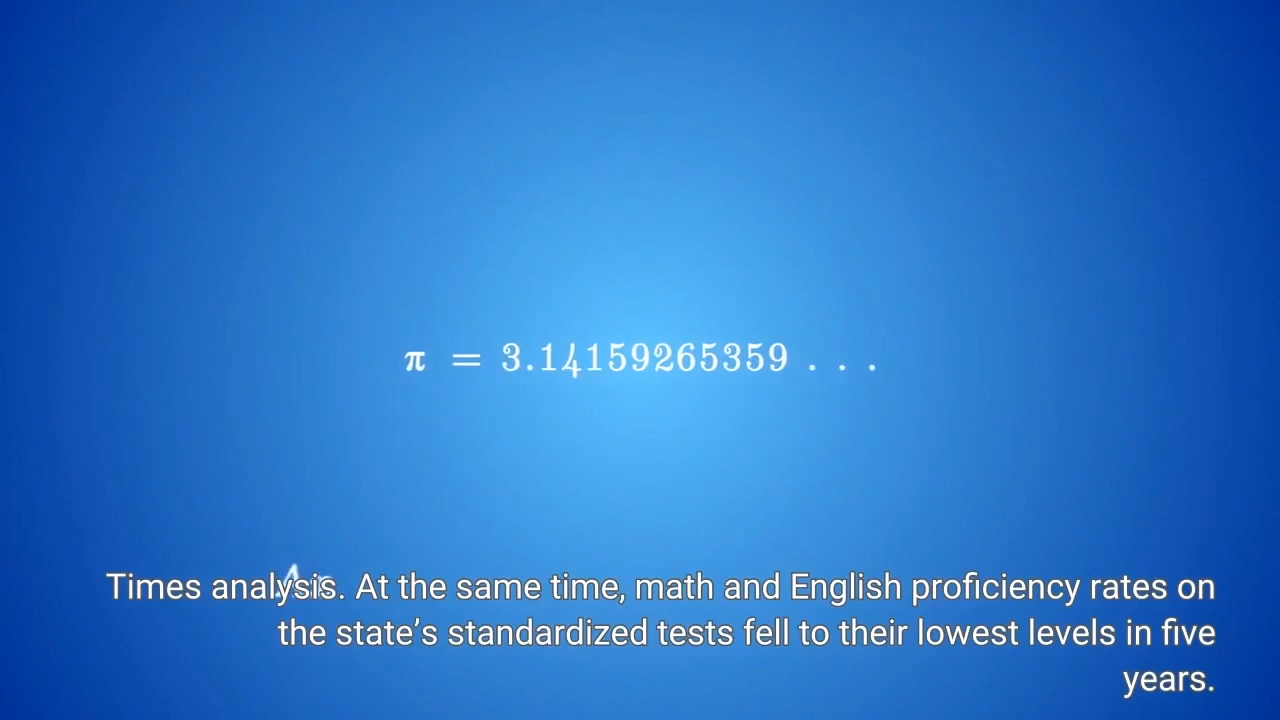 π = 3.14159265359 . . .
Times analysis. At the same time, math and English proficiency rates on
the state’s standardized tests fell to their lowest levels in five
years.